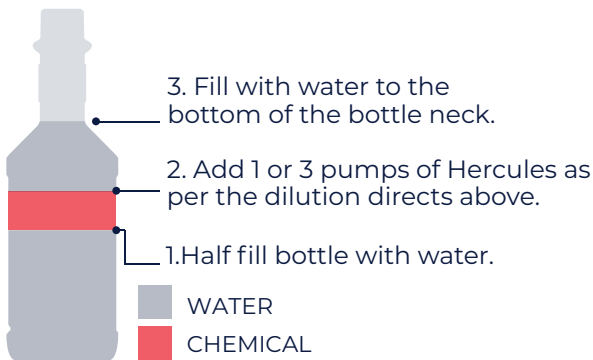 3. Fill with water to the
bottom of the bottle neck.
2. Add 1 or 3 pumps of Hercules as
per the dilution directs above.
1.Half fill bottle with water.
WATER
CHEMICAL